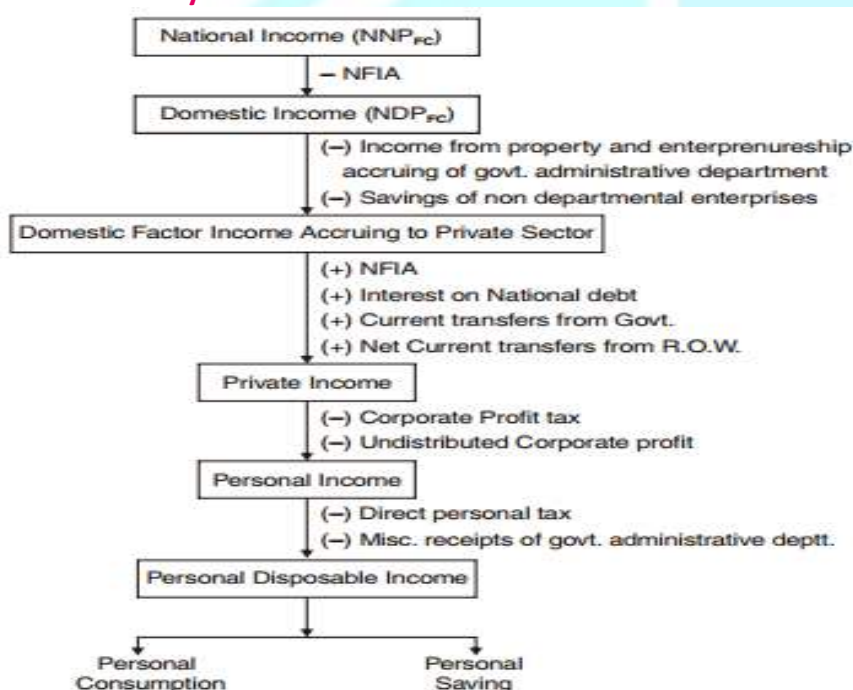 National Income (NNPFC)
– NFIA
Domestic Income (NDPFC)
(–) Income from property and enterprenureship
accruing of govt. administrative department
(–) Savings of non departmental enterprises
Domestic Factor Income Accruing to Private Sector
(+) NFIA
(+) Interest on National debt
(+) Current transfers from Govt.
(+) Net Current transfers from R.O.W.
Private Income
(–) Corporate Profit tax
(–) Undistributed Corporate profit
Personal Income
(–) Direct personal tax
(–) Misc. receipts of govt. administrative deptt.
Personal Disposable Income
Personal Personal
Consumption Saving